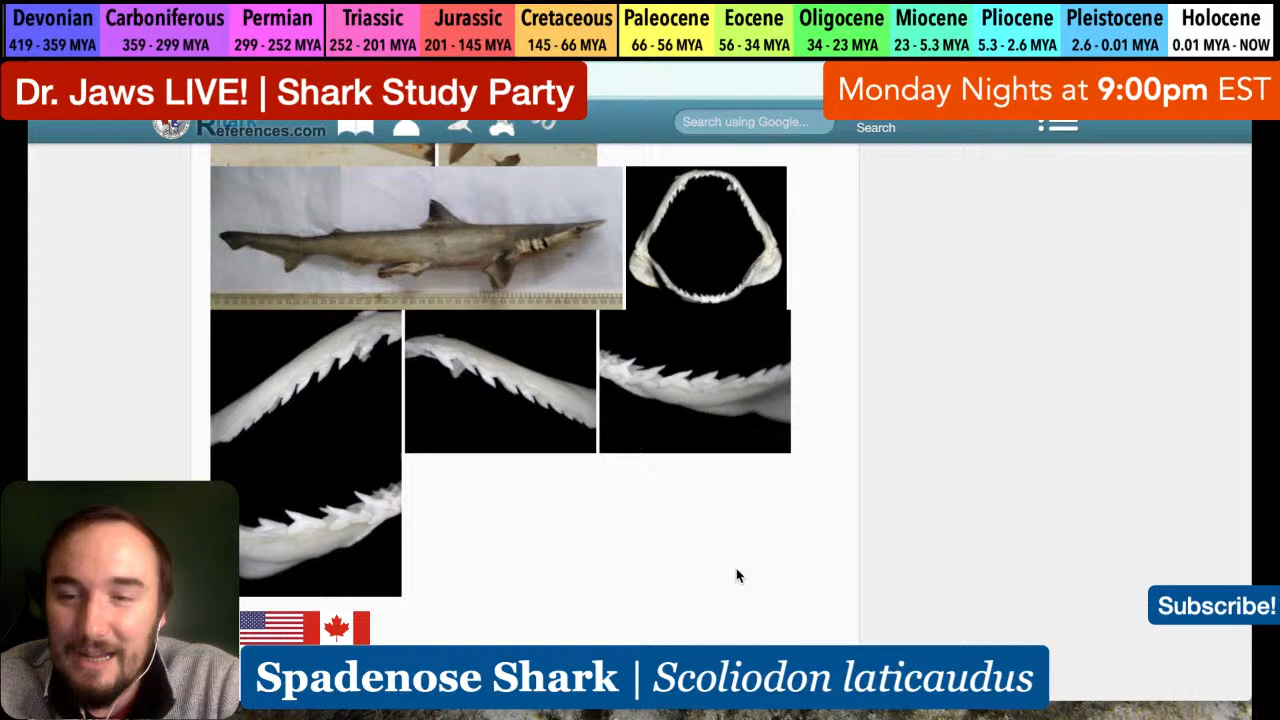 Devonian Carboniferous Permian Triassic Jurassic Cretaceous Paleocene Eocene Oligocene Miocene Pliocene Pleistocene Holocene
419 - 359 MYA 359 - 299 MYA 299 - 252 MYA 252 - 201 MYA 201 - 145 MYA 145 - 66 MYA 66 - 56 MYA 56 - 34 MYA 34 - 23 MYA 23 - 5.3 MYA 5.3 - 2.6 MYA 2.6 - 0.01 MYA 0.01 MYA - NOW
Dr. Jaws LIVE! | Shark Study Party
Monday Nights at 9:00pm EST
References.com
Search using Google...
Search
Subscribe!
Spadenose Shark | Scoliodon laticaudus